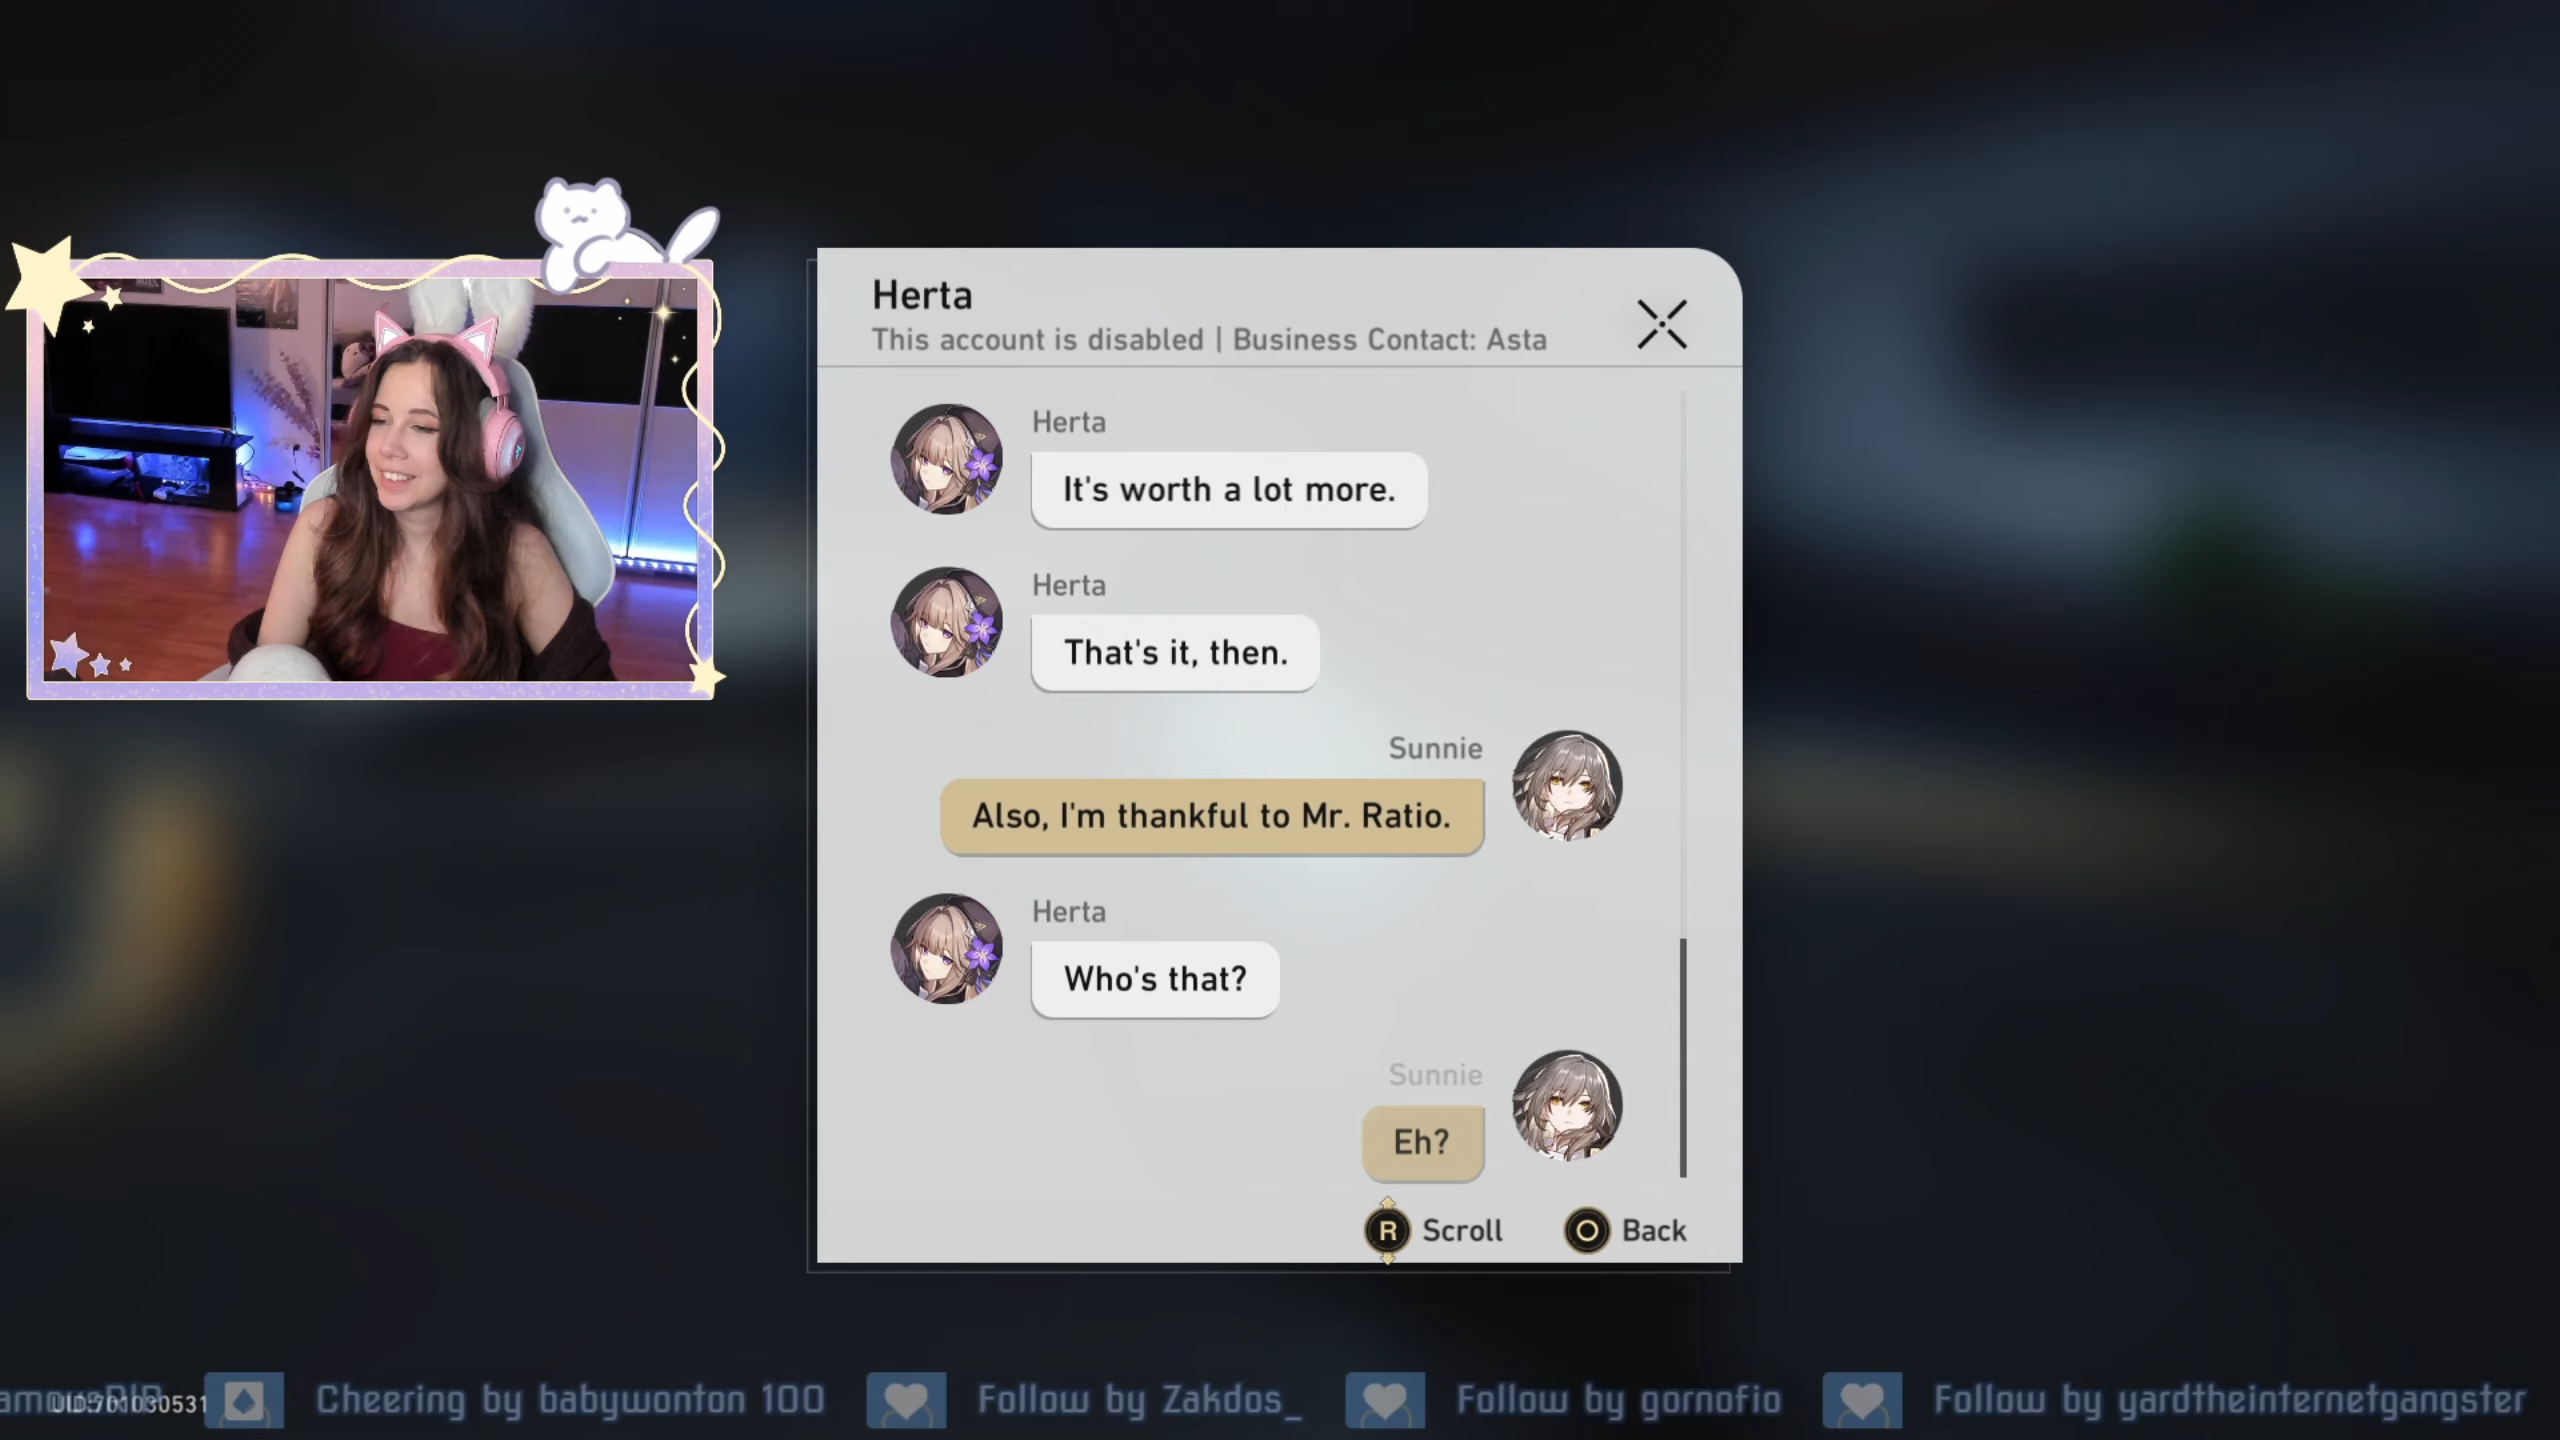 Herta
This account is disabled | Business Contact: Asta
Herta
It's worth a lot more.
Herta
That's it, then.
Sunnie
Also, I'm thankful to Mr. Ratio.
Herta
Who's that?
Sunnie
Eh?
R Scroll
Back
UID:701030531
Cheering by babywonton 100
Follow by Zakdos_
Follow by gornofio
Follow by yardtheinternetgangster